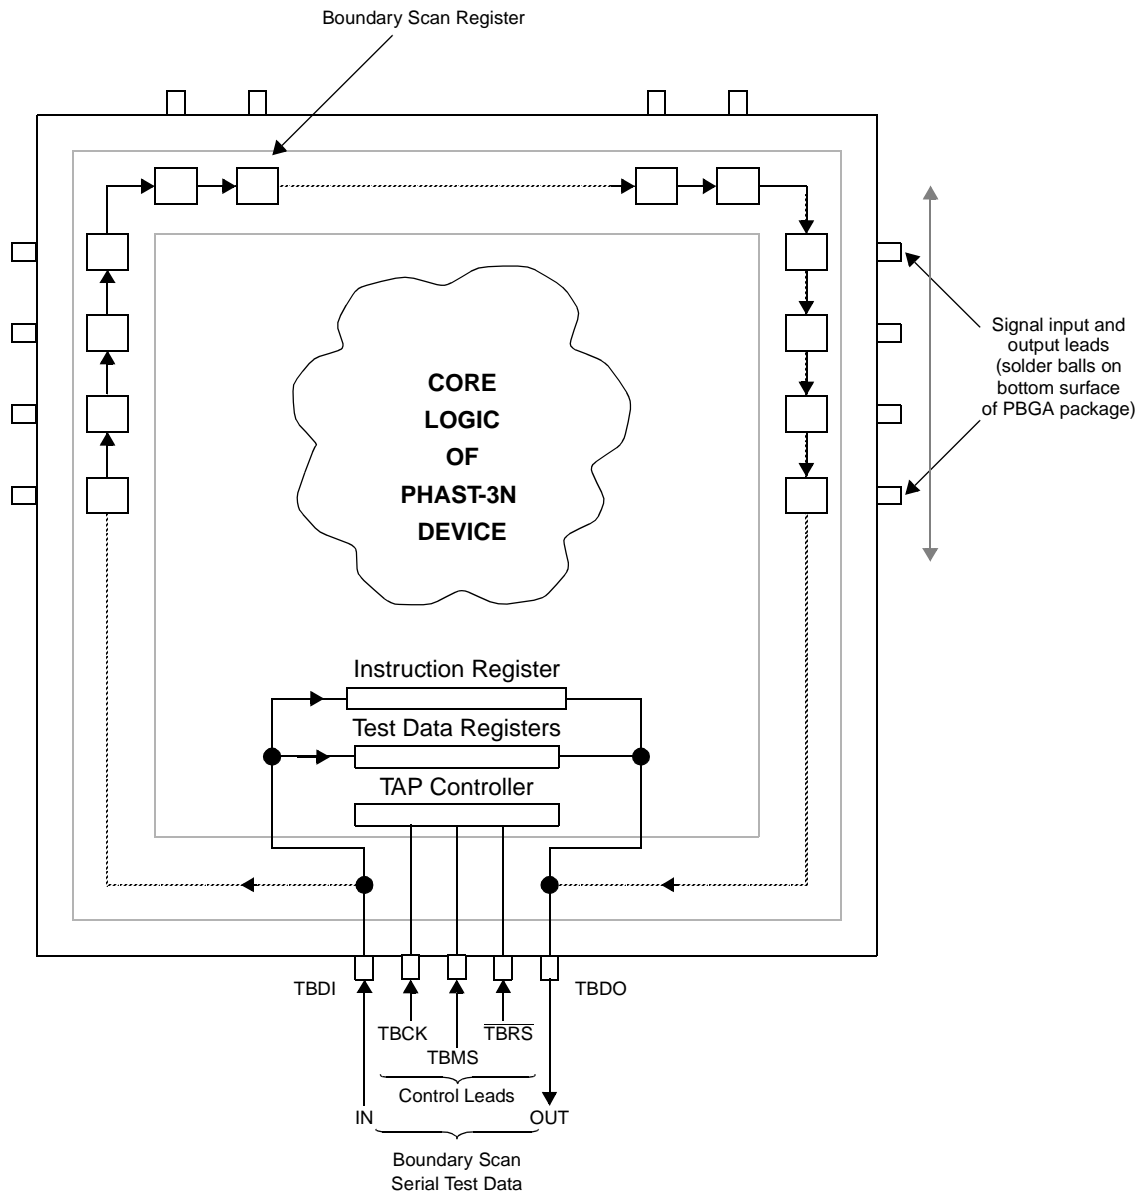 Boundary Scan Register
Signal input and
output leads
(solder balls on
bottom surface
of PBGA package)
CORE
LOGIC
OF
PHAST-3N
DEVICE
Instruction Register
Test Data Registers
TAP Controller
TBDI
TBDO
TBCK
TBRS
TBMS
Control Leads
IN
OUT
Boundary Scan
Serial Test Data